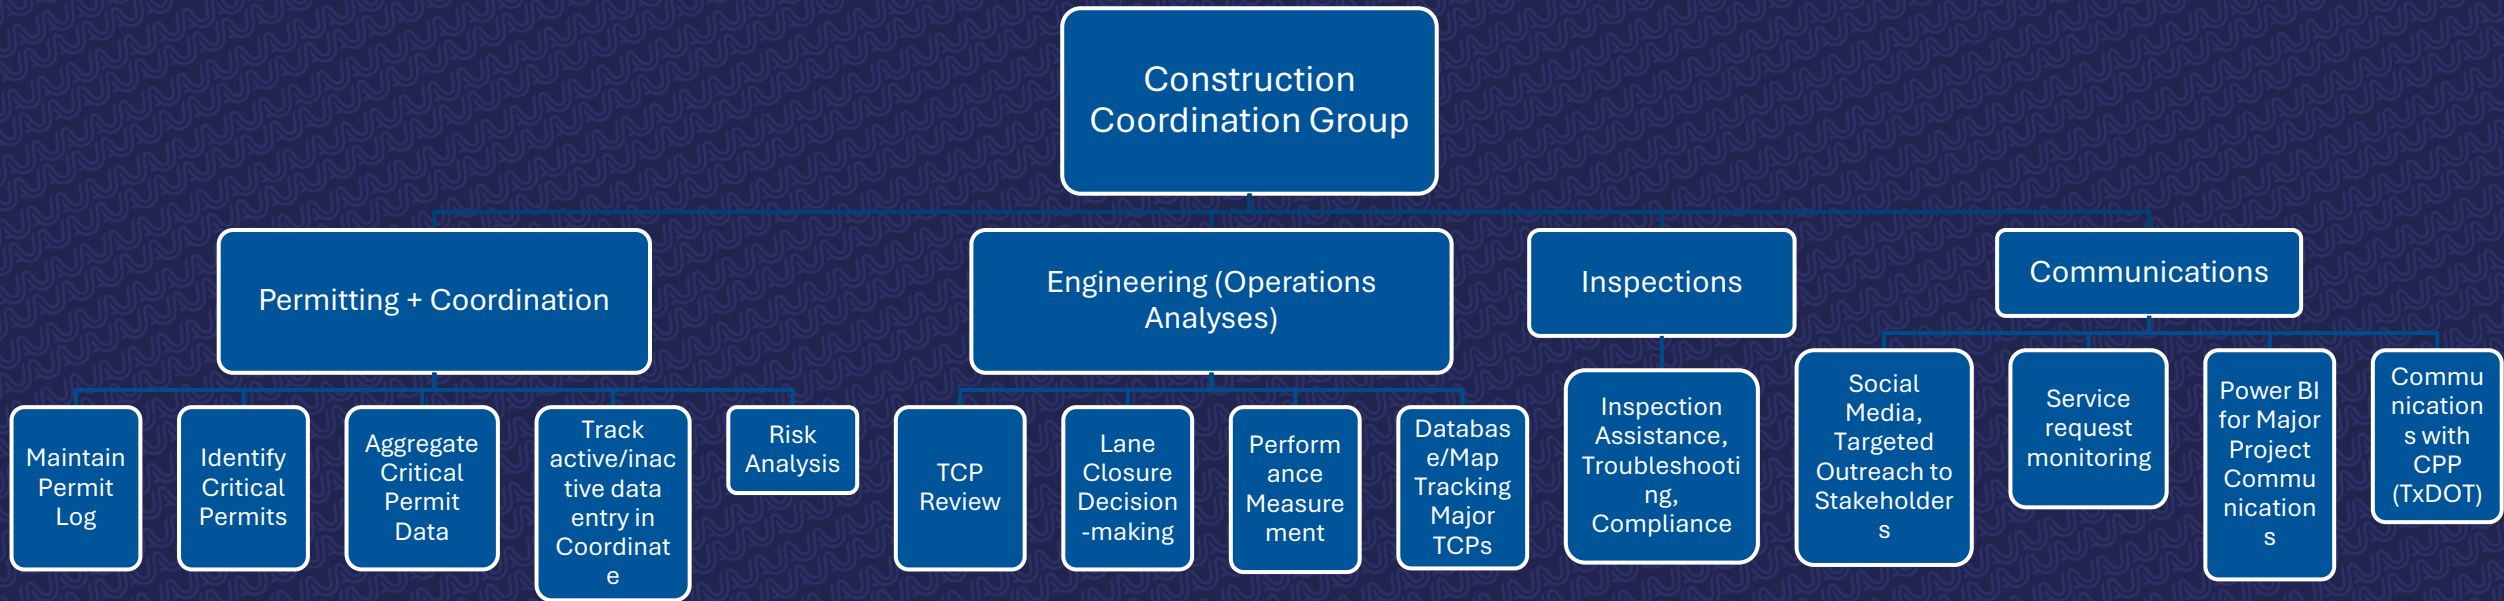 Construction
Coordination Group
Permitting + Coordination
Engineering (Operations
Analyses)
Inspections
Communications
Maintain
Permit
Log
Identify
Critical
Permits
Aggregate
Critical
Permit
Data
Track
active/inac
tive data
entry in
Coordinat
e
Risk
Analysis
TCP
Review
Lane
Closure
Decision
-making
Perform
ance
Measure
ment
Databas
e/Map
Tracking
Major
TCPs
Inspection
Assistance,
Troubleshooti
ng,
Compliance
Social
Media,
Targeted
Outreach to
Stakeholder
s
Service
request
monitoring
Power BI
for Major
Project
Commu
nication
s
Commu
nication
s with
CPP
(TxDOT)